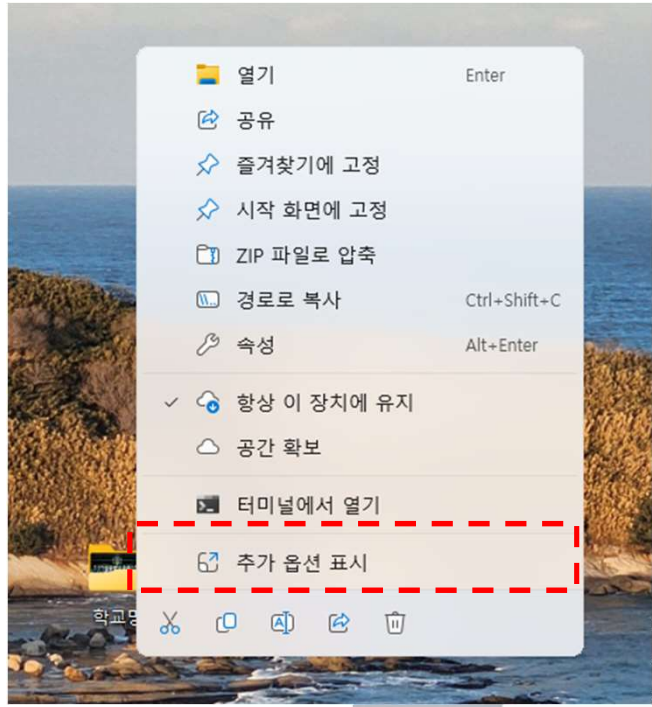 열기 Enter
공유
즐겨찾기에 고정
시작 화면에 고정
ZIP 파일로 압축
경로로 복사 Ctrl+Shift+C
속성 Alt+Enter
항상 이 장치에 유지
공간 확보
터미널에서 열기
추가 옵션 표시
학교명